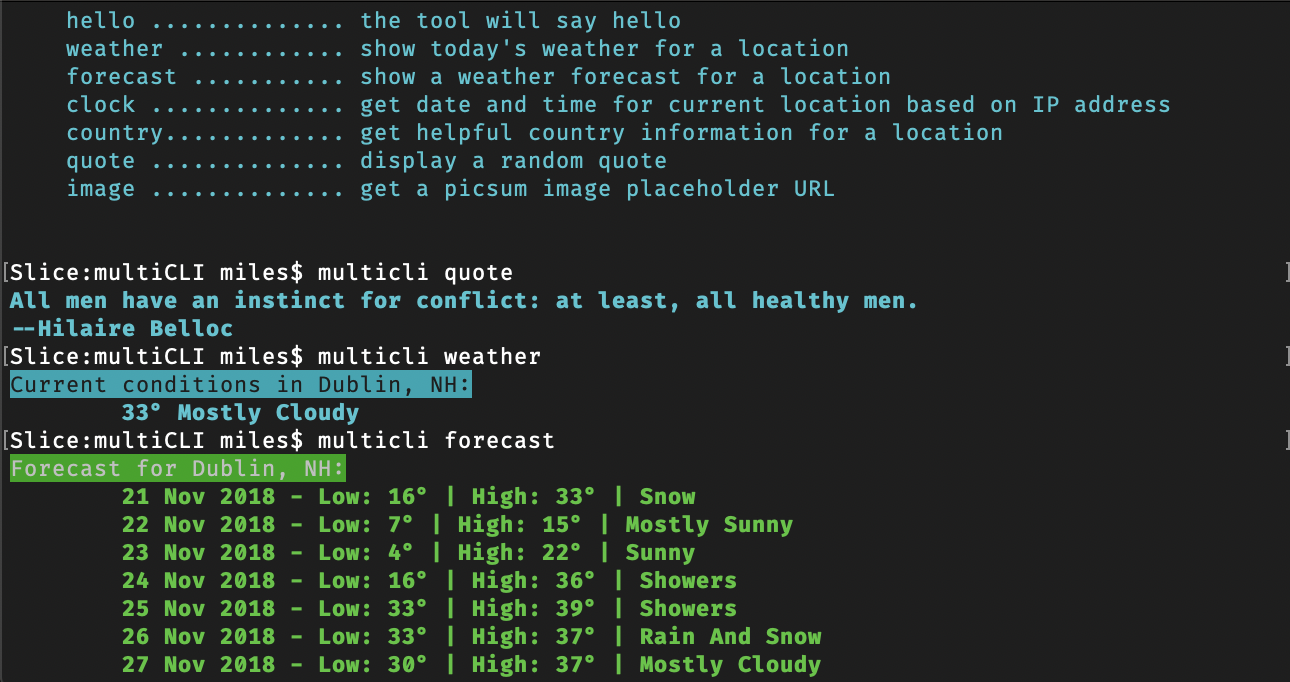 hello .............. the tool will say hello
weather ............ show today's weather for a location
forecast ........... show a weather forecast for a location
clock .............. get date and time for current location based on IP address
country............. get helpful country information for a location
quote .............. display a random quote
image .............. get a picsum image placeholder URL
[Slice:multiCLI miles$ multicli quote ]
All men have an instinct for conflict: at least, all healthy men.
--Hilaire Belloc
[Slice:multiCLI miles$ multicli weather ]
Current conditions in Dublin, NH:
33° Mostly Cloudy
[Slice:multiCLI miles$ multicli forecast ]
Forecast for Dublin, NH:
21 Nov 2018 - Low: 16° | High: 33° | Snow
22 Nov 2018 - Low: 7° | High: 15° | Mostly Sunny
23 Nov 2018 - Low: 4° | High: 22° | Sunny
24 Nov 2018 - Low: 16° | High: 36° | Showers
25 Nov 2018 - Low: 33° | High: 39° | Showers
26 Nov 2018 - Low: 33° | High: 37° | Rain And Snow
27 Nov 2018 - Low: 30° | High: 37° | Mostly Cloudy